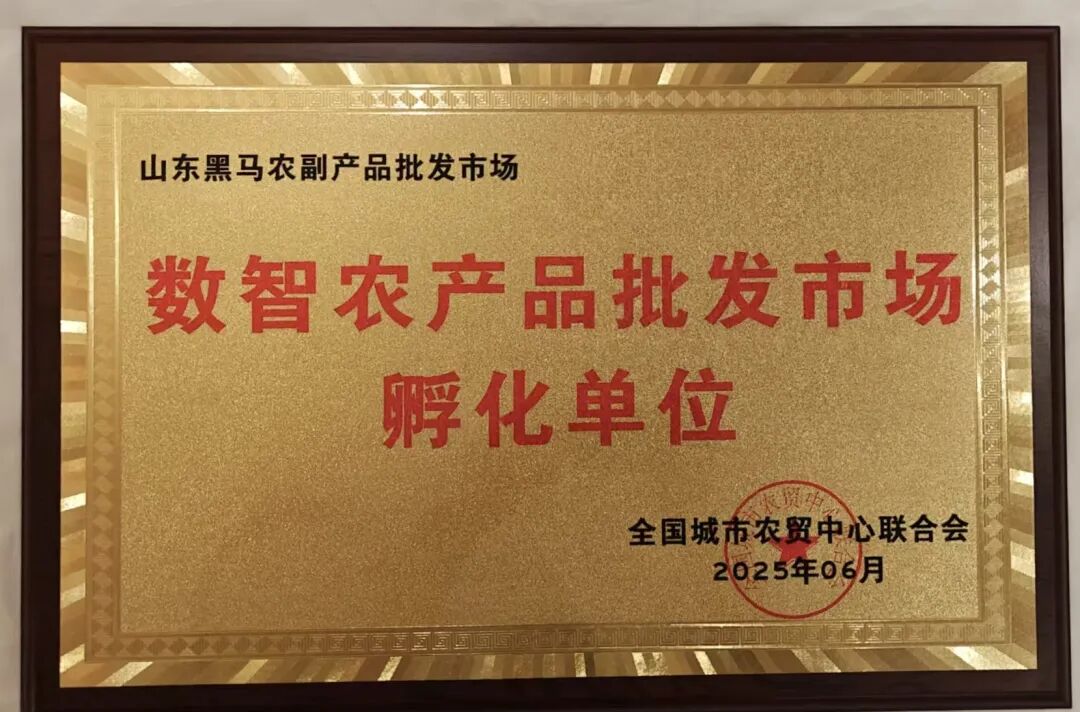 山东黑马农副产品批发市场
数智农产品批发市场
孵化单位
全国城市农贸中心联合会
2025年06月